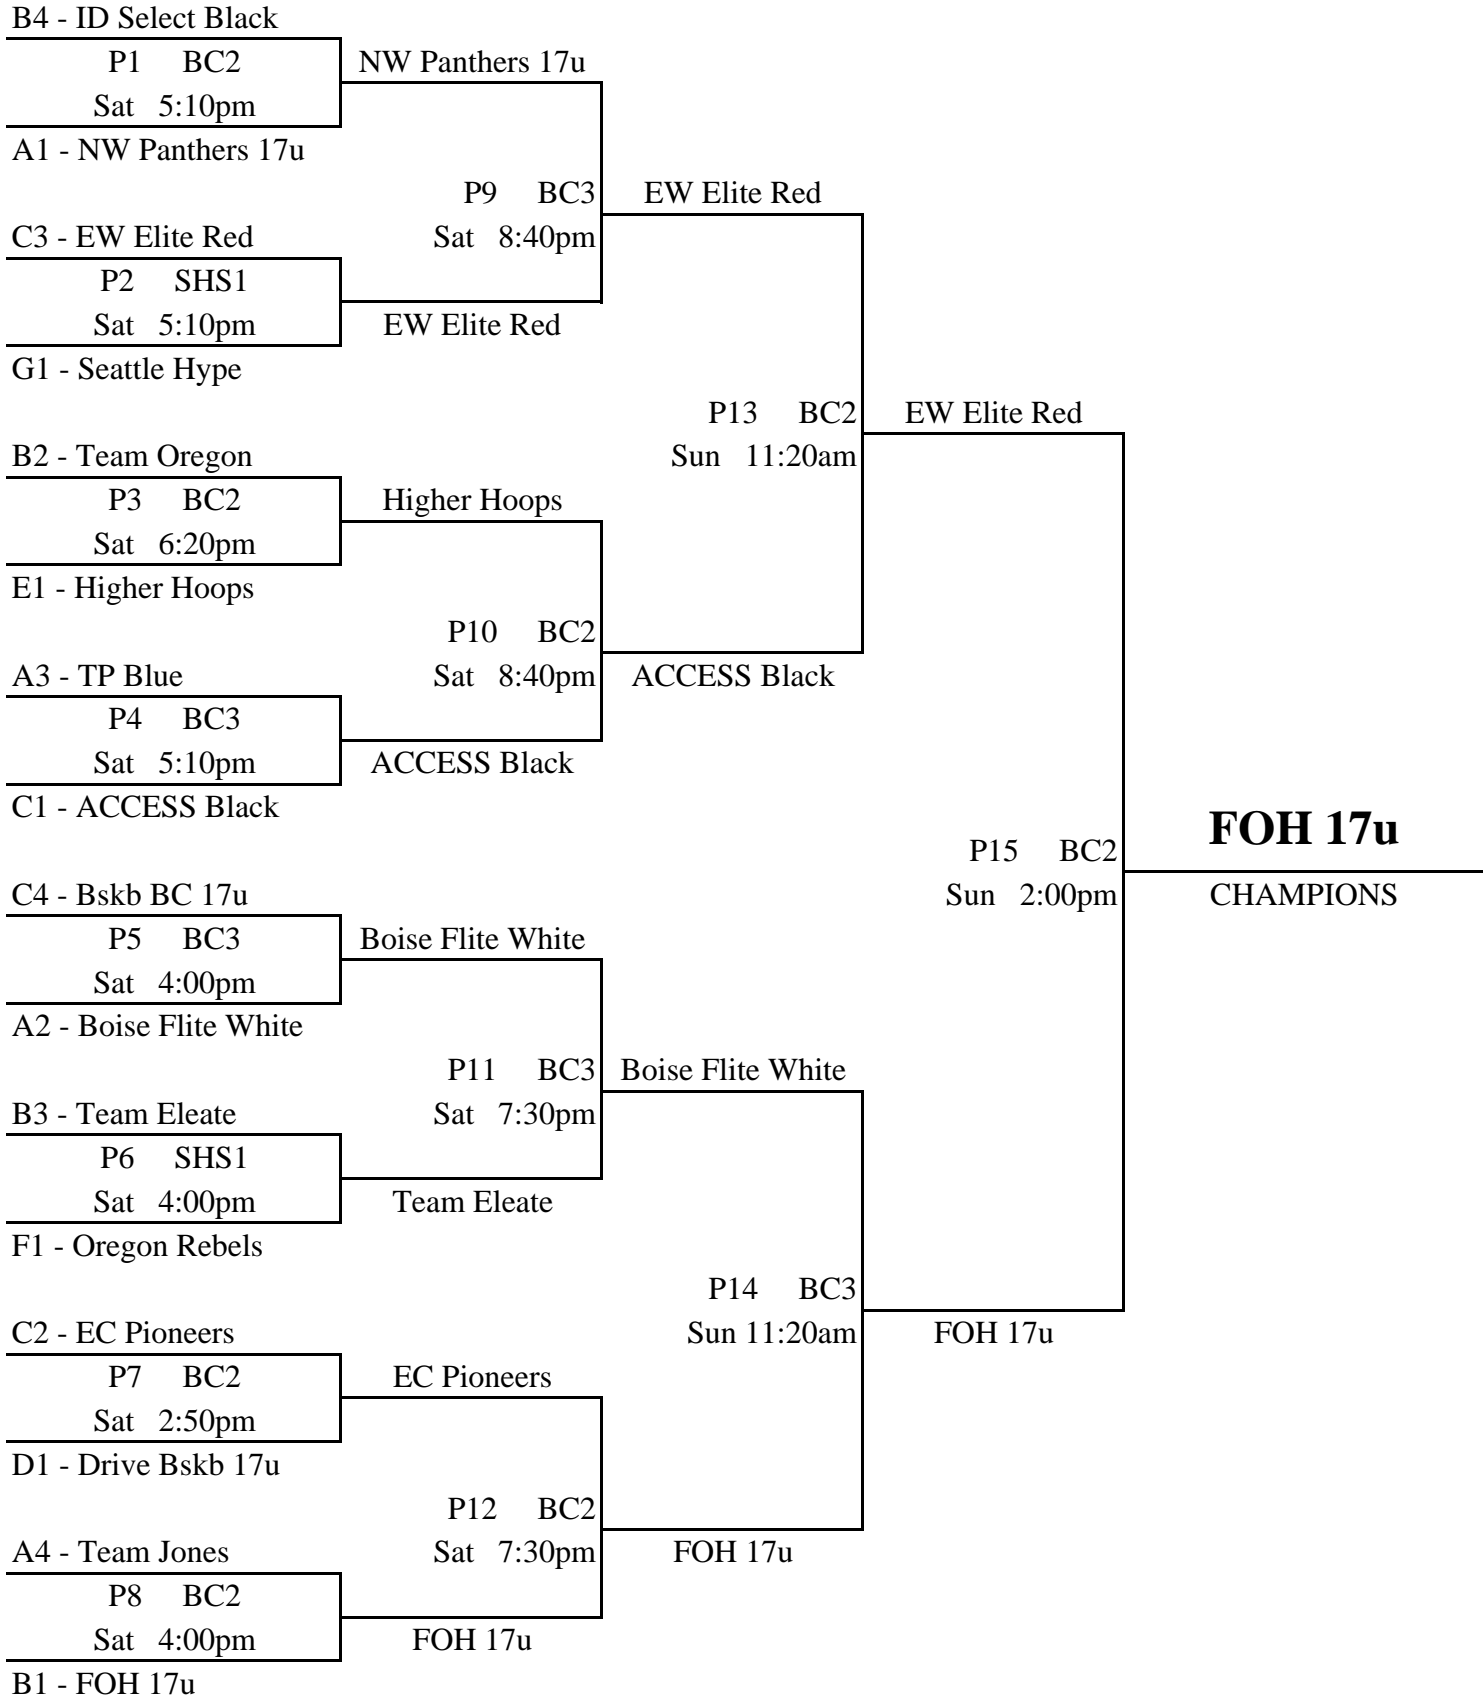 B4 - ID Select Black
P1 BC2
NW Panthers 17u
Sat 5:10pm
A1 - NW Panthers 17u
P9 BC3
EW Elite Red
C3 - EW Elite Red
Sat 8:40pm
P2 SHS1
Sat 5:10pm
EW Elite Red
G1 - Seattle Hype
P13 BC2
EW Elite Red
B2 - Team Oregon
Sun 11:20am
P3 BC2
Higher Hoops
Sat 6:20pm
E1 - Higher Hoops
P10 BC2
A3 - TP Blue
Sat 8:40pm
ACCESS Black
P4 BC3
Sat 5:10pm
ACCESS Black
C1 - ACCESS Black
FOH 17u
P15 BC2
C4 - Bskb BC 17u
Sun 2:00pm
CHAMPIONS
P5 BC3
Boise Flite White
Sat 4:00pm
A2 - Boise Flite White
P11 BC3
Boise Flite White
B3 - Team Eleate
Sat 7:30pm
P6 SHS1
Sat 4:00pm
Team Eleate
F1 - Oregon Rebels
P14 BC3
C2 - EC Pioneers
Sun 11:20am
FOH 17u
P7 BC2
EC Pioneers
Sat 2:50pm
D1 - Drive Bskb 17u
P12 BC2
A4 - Team Jones
Sat 7:30pm
FOH 17u
P8 BC2
Sat 4:00pm
FOH 17u
B1 - FOH 17u